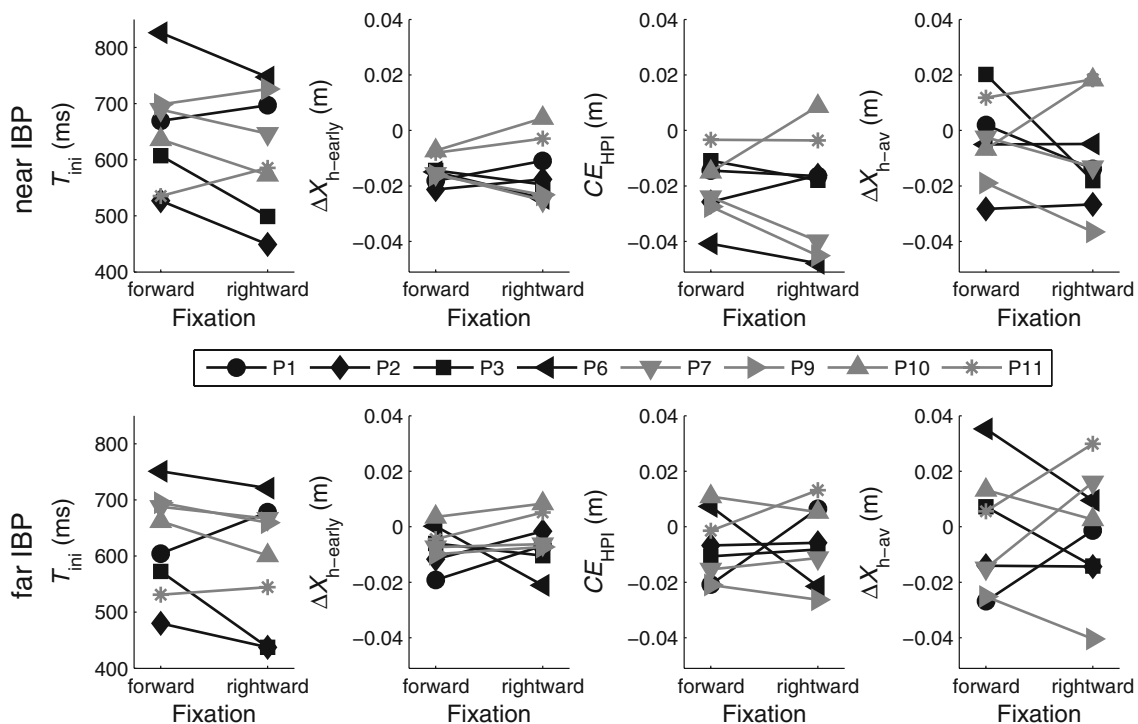 near IBP
T_ini (ms)
800
700
600
500
400
forward rightward
Fixation
ΔX_h−early (m)
0.04
0.02
0
−0.02
−0.04
forward rightward
Fixation
CE_HPI (m)
0.04
0.02
0
−0.02
−0.04
forward rightward
Fixation
ΔX_h−av (m)
0.04
0.02
0
−0.02
−0.04
forward rightward
Fixation
P1 P2 P3 P6 P7 P9 P10 P11
far IBP
T_ini (ms)
800
700
600
500
400
forward rightward
Fixation
ΔX_h−early (m)
0.04
0.02
0
−0.02
−0.04
forward rightward
Fixation
CE_HPI (m)
0.04
0.02
0
−0.02
−0.04
forward rightward
Fixation
ΔX_h−av (m)
0.04
0.02
0
−0.02
−0.04
forward rightward
Fixation